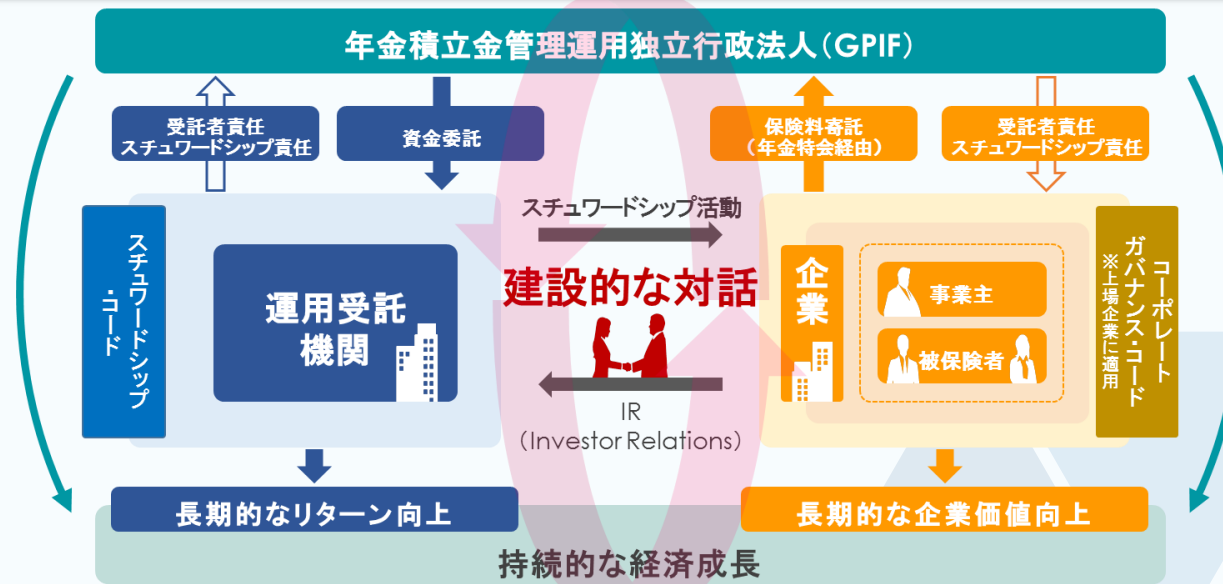 年金積立金管理運用独立行政法人(GPIF)
受託者責任
スチュワードシップ責任
資金委託
保険料寄託
(年金特会経由)
受託者責任
スチュワードシップ責任
スチュワードシップ
・コード
運用受託
機関
スチュワードシップ活動
建設的な対話
IR
(Investor Relations)
企業
事業主
被保険者
コーポレート
ガバナンス・コード
※上場企業に適用
長期的なリターン向上
長期的な企業価値向上
持続的な経済成長